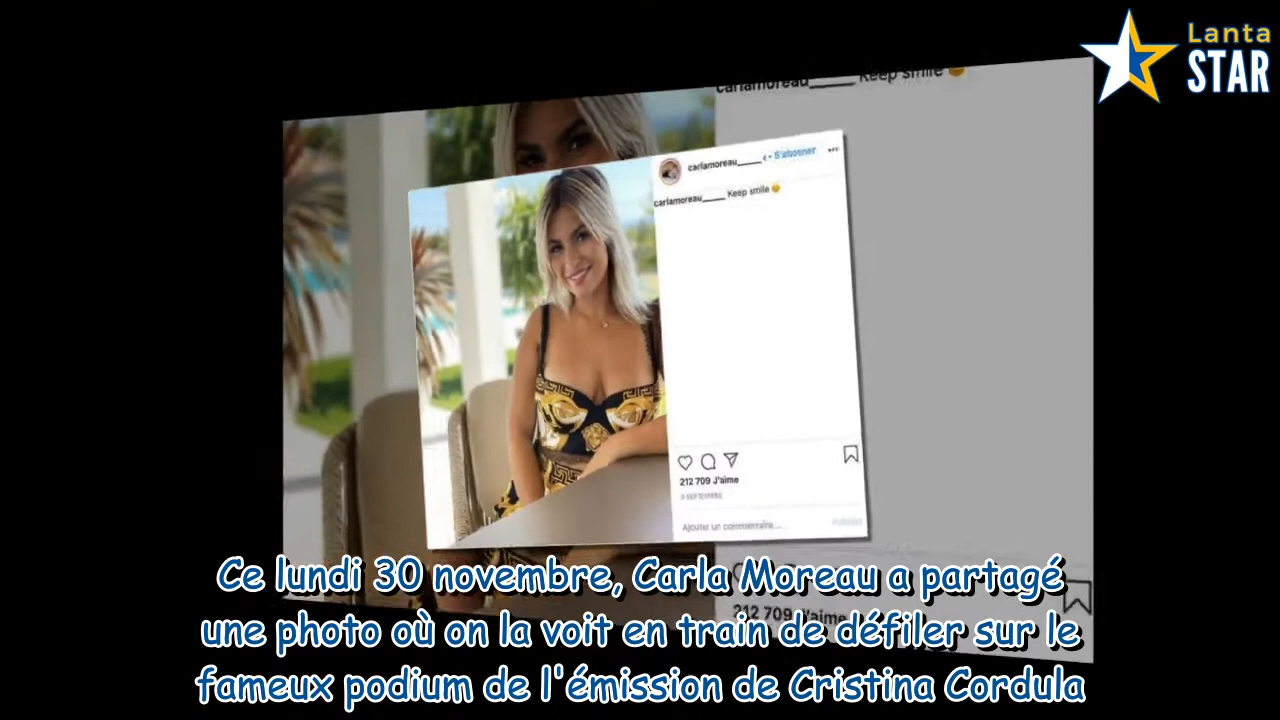 Lanta
STAR
carlamoreau_____ Keep smile 😊
carlamoreau_____ • S'abonner
carlamoreau_____ Keep smile 😊
212 709 J'aime
Ajouter un commentaire...
212 709 J'aime
Ce lundi 30 novembre, Carla Moreau a partagé
une photo où on la voit en train de défiler sur le
fameux podium de l'émission de Cristina Cordula